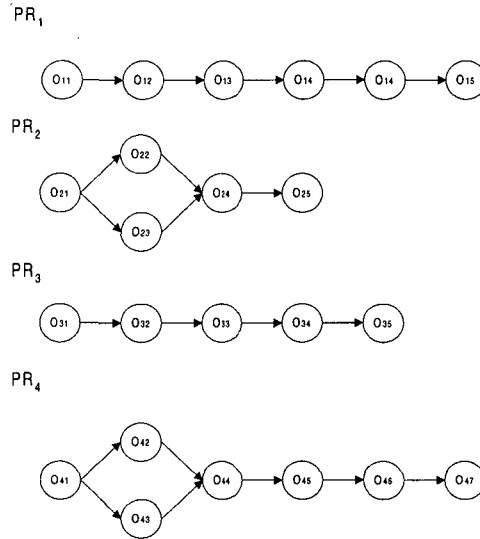 PR₁
O₁₁ O₁₂ O₁₃ O₁₄ O₁₄ O₁₅
PR₂
O₂₂
O₂₁ O₂₄ O₂₅
O₂₃
PR₃
O₃₁ O₃₂ O₃₃ O₃₄ O₃₅
PR₄
O₄₂
O₄₁ O₄₄ O₄₅ O₄₆ O₄₇
O₄₃